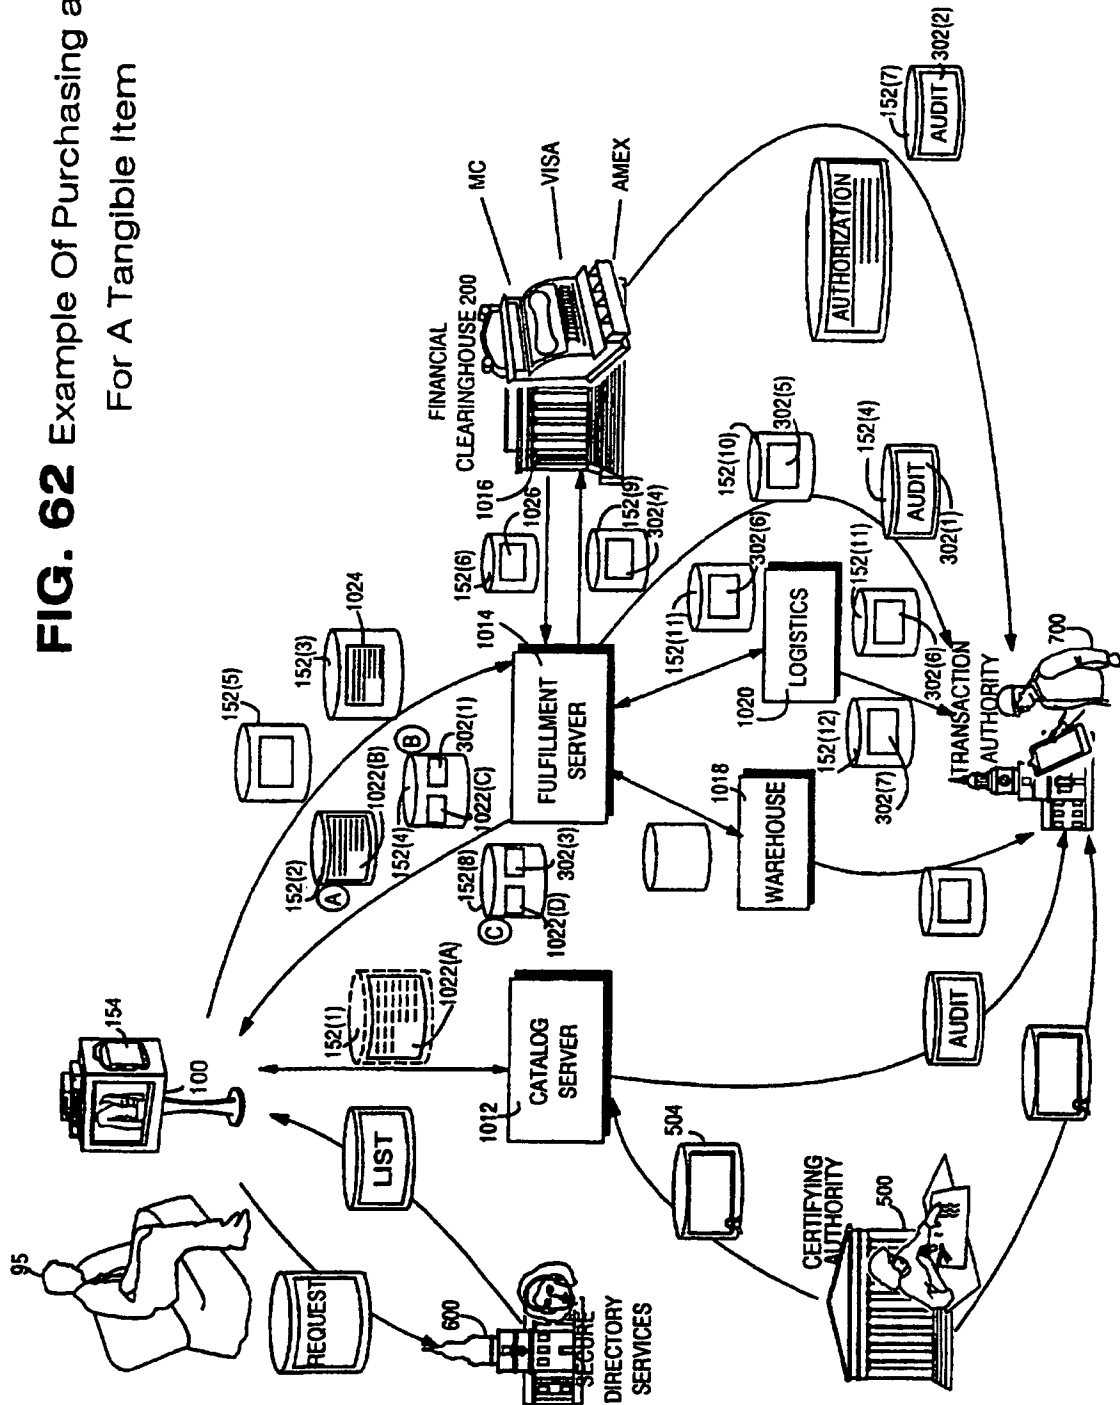 FIG. 62 Example Of Purchasing a
For A Tangible Item
95
154
100
REQUEST
LIST
600
SECURE
DIRECTORY
SERVICES
152(1)
1022(A)
1012
CATALOG
SERVER
504
CERTIFYING
AUTHORITY
500
152(5)
152(3)
1024
152(2)
A
1022(B)
152(4)
B
302(1)
1022(C)
152(8)
C
302(3)
1022(D)
1014
FULFILLMENT
SERVER
FINANCIAL
CLEARINGHOUSE 200
MC
VISA
AMEX
1016
1026
152(6)
152(9)
302(4)
152(11)
302(6)
152(10)
302(5)
1018
WAREHOUSE
1020
LOGISTICS
152(12)
302(7)
152(11)
302(6)
152(4)
AUDIT
302(1)
AUTHORIZATION
152(7)
AUDIT
302(2)
AUDIT
TRANSACTION
AUTHORITY
700